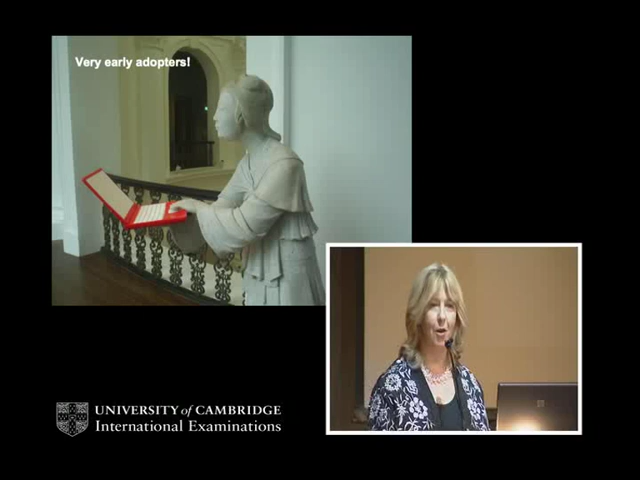 Very early adopters!
UNIVERSITY of CAMBRIDGE
International Examinations